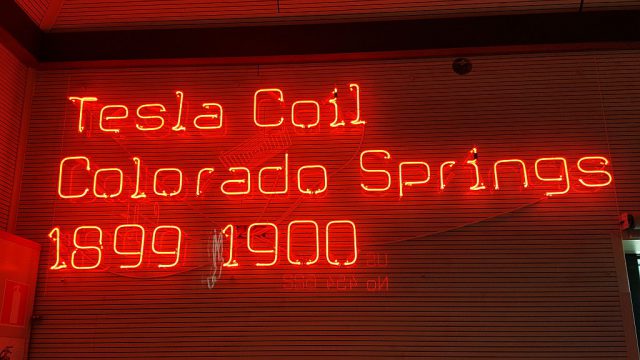 Tesla Coil
Colorado Springs
1899 1900